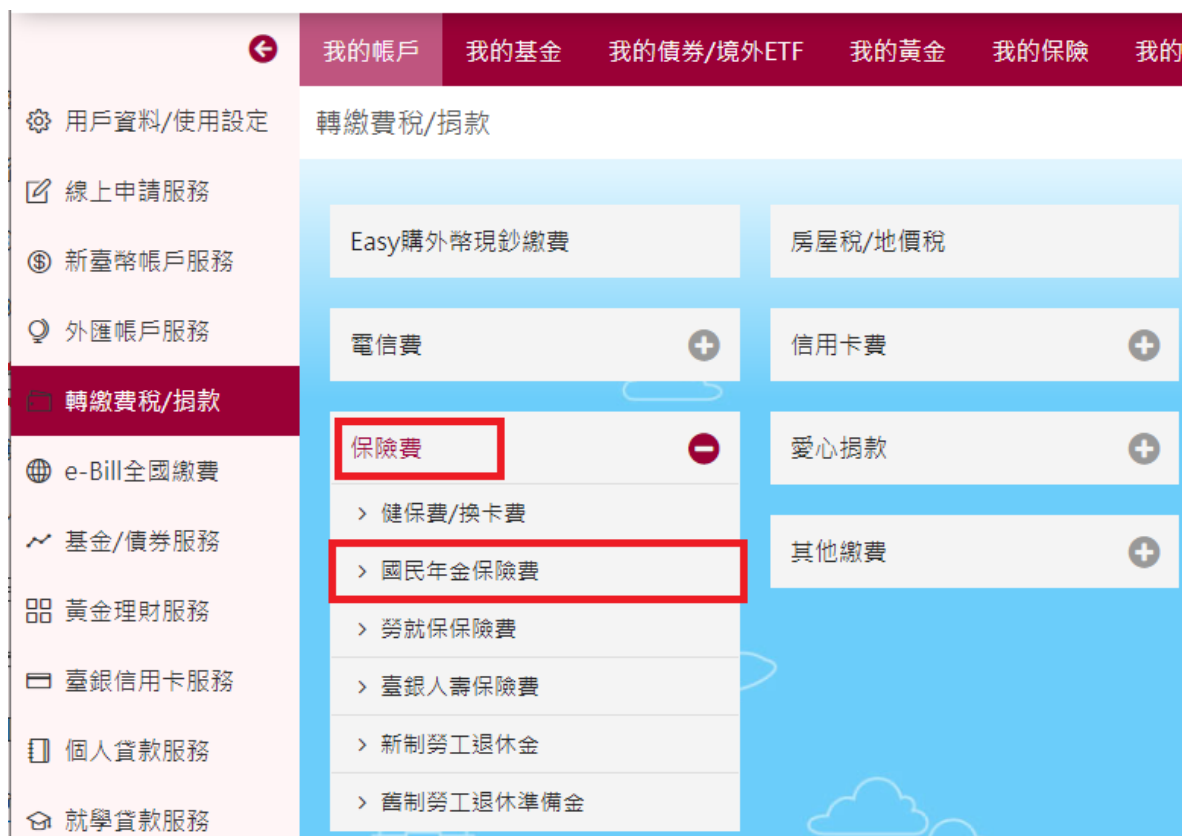 我的帳戶
我的基金
我的債券/境外ETF
我的黃金
我的保險
我的
用戶資料/使用設定
線上申請服務
新臺幣帳戶服務
外匯帳戶服務
轉繳費稅/捐款
e-Bill全國繳費
基金/債券服務
黃金理財服務
臺銀信用卡服務
個人貸款服務
就學貸款服務
轉繳費稅/捐款
Easy購外幣現鈔繳費
房屋稅/地價稅
電信費
信用卡費
保險費
愛心捐款
健保費/換卡費
國民年金保險費
其他繳費
勞就保保險費
臺銀人壽保險費
新制勞工退休金
舊制勞工退休準備金